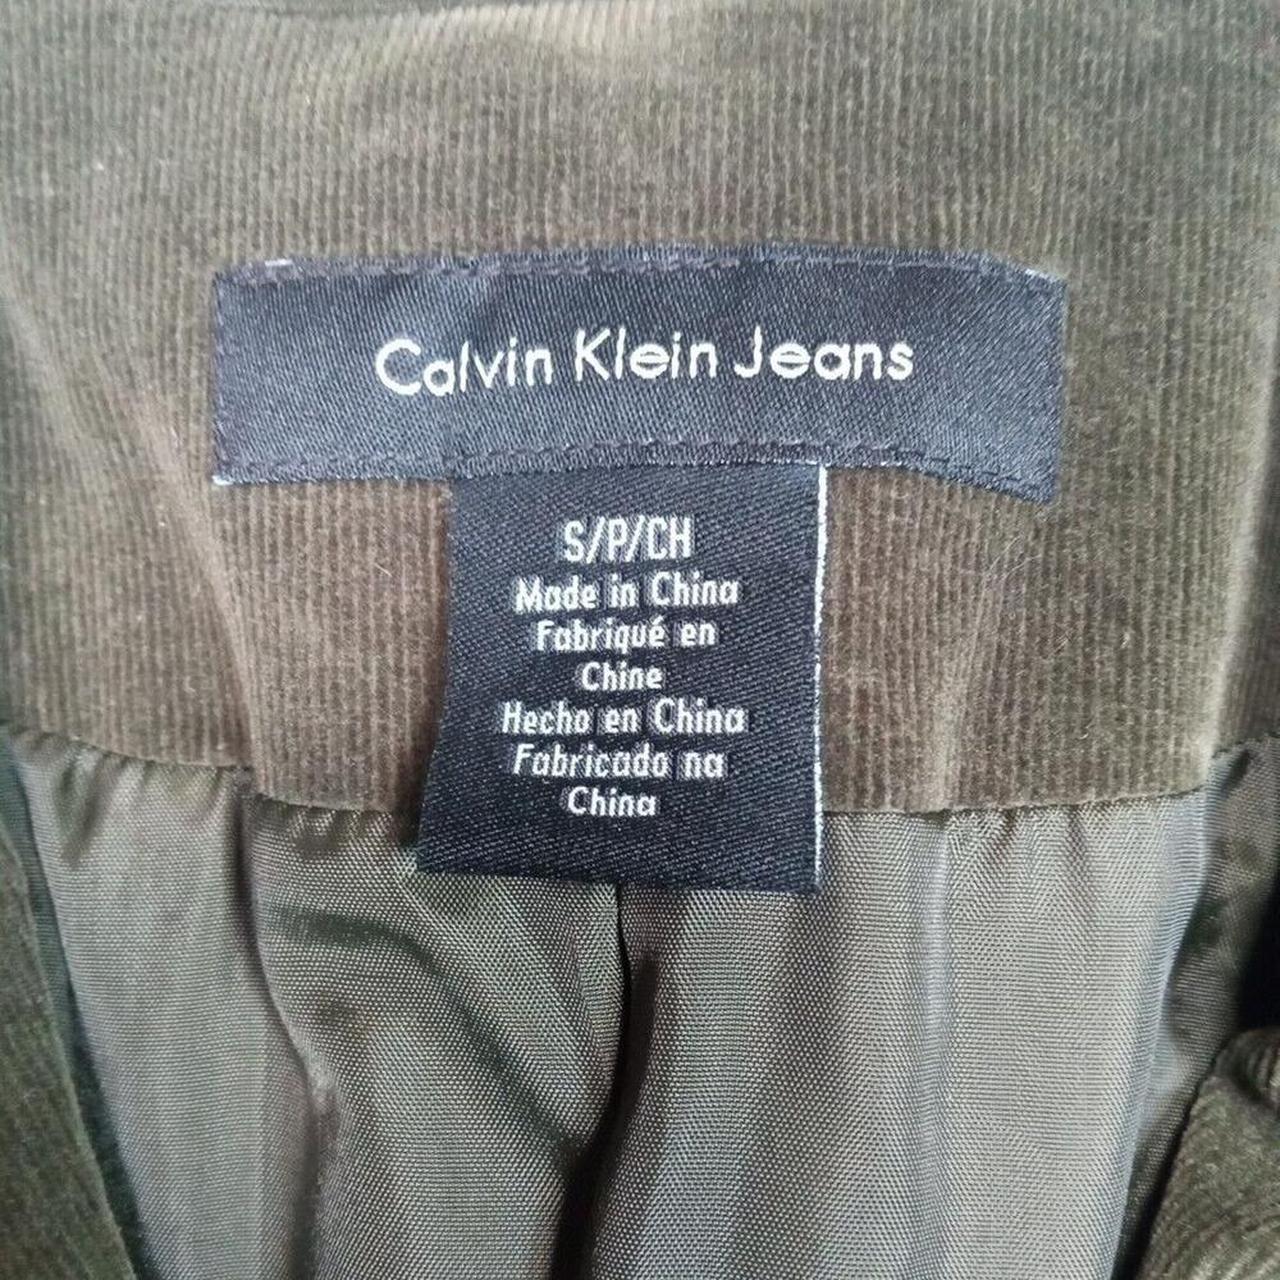 Calvin Klein Jeans
S/P/CH
Made in China
Fabriqué en
Chine
Hecho en China
Fabricado na
China